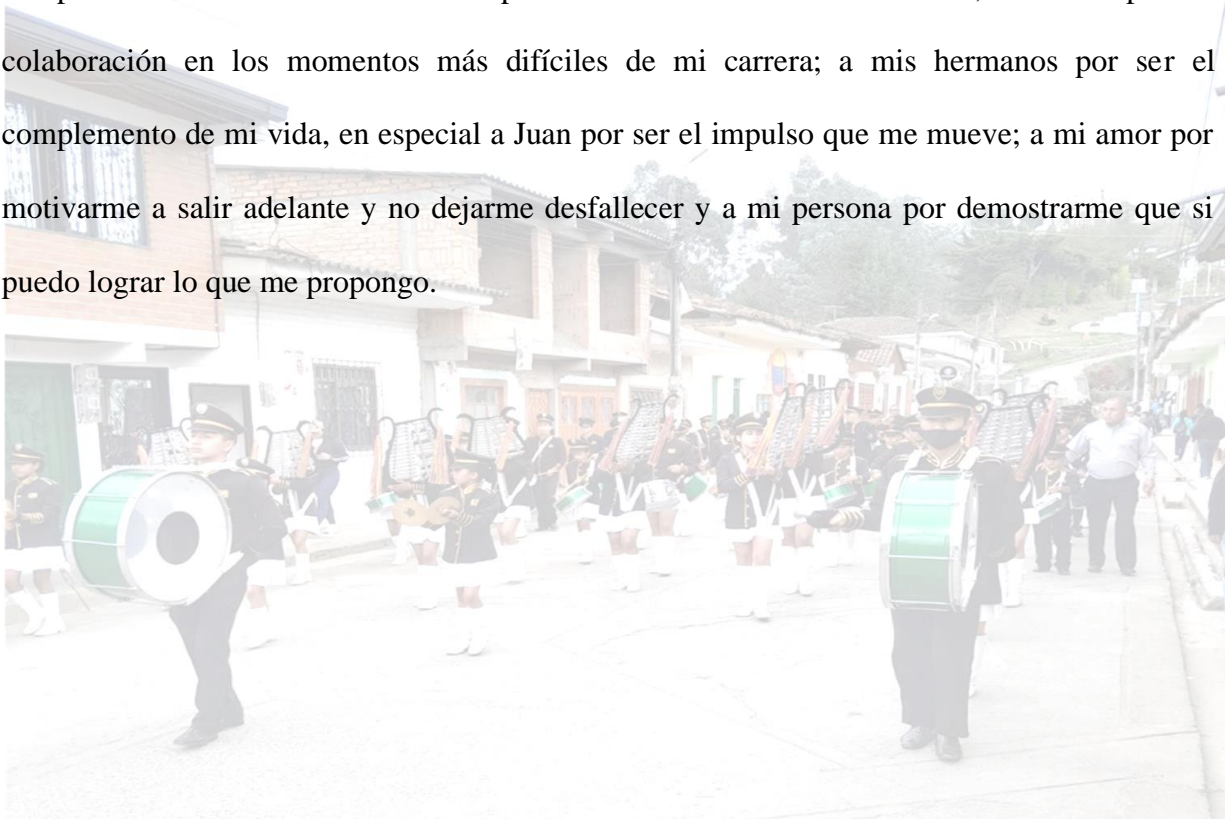 colaboración en los momentos más difíciles de mi carrera; a mis hermanos por ser el
complemento de mi vida, en especial a Juan por ser el impulso que me mueve; a mi amor por
motivarme a salir adelante y no dejarme desfallecer y a mi persona por demostrarme que si
puedo lograr lo que me propongo.